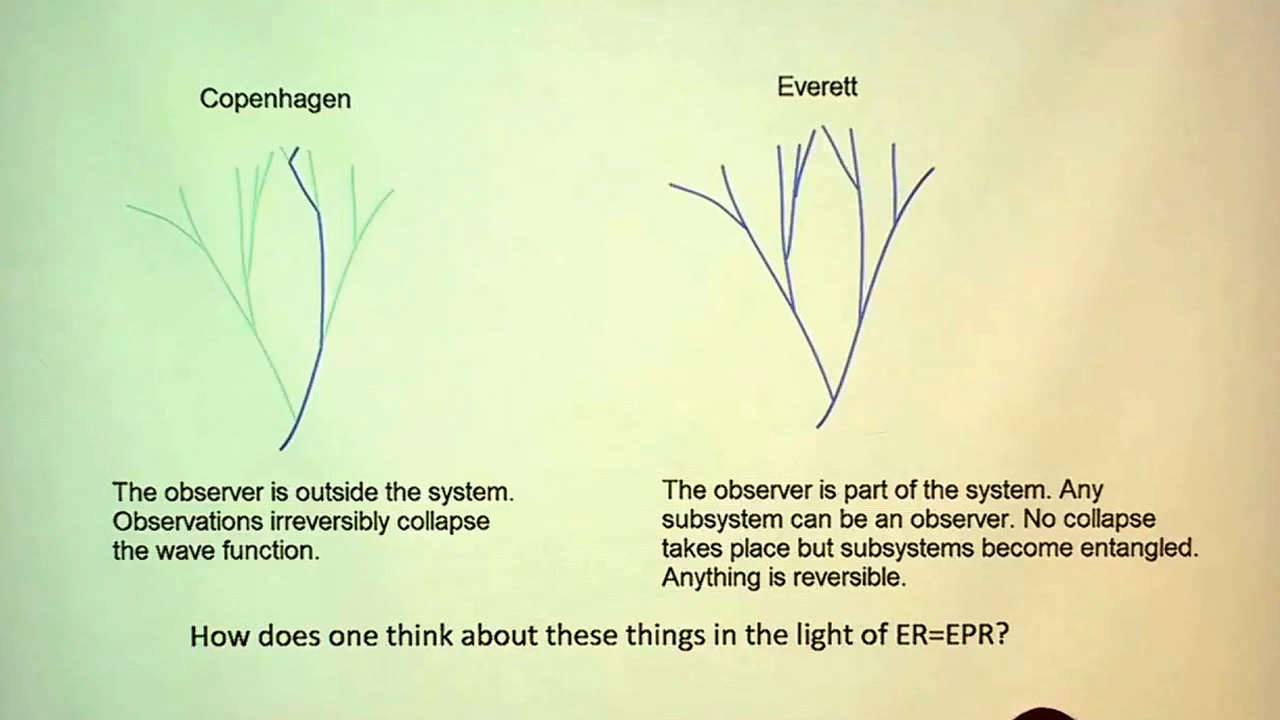 Copenhagen
Everett
The observer is outside the system.
Observations irreversibly collapse
the wave function.
The observer is part of the system. Any
subsystem can be an observer. No collapse
takes place but subsystems become entangled.
Anything is reversible.
How does one think about these things in the light of ER=EPR?